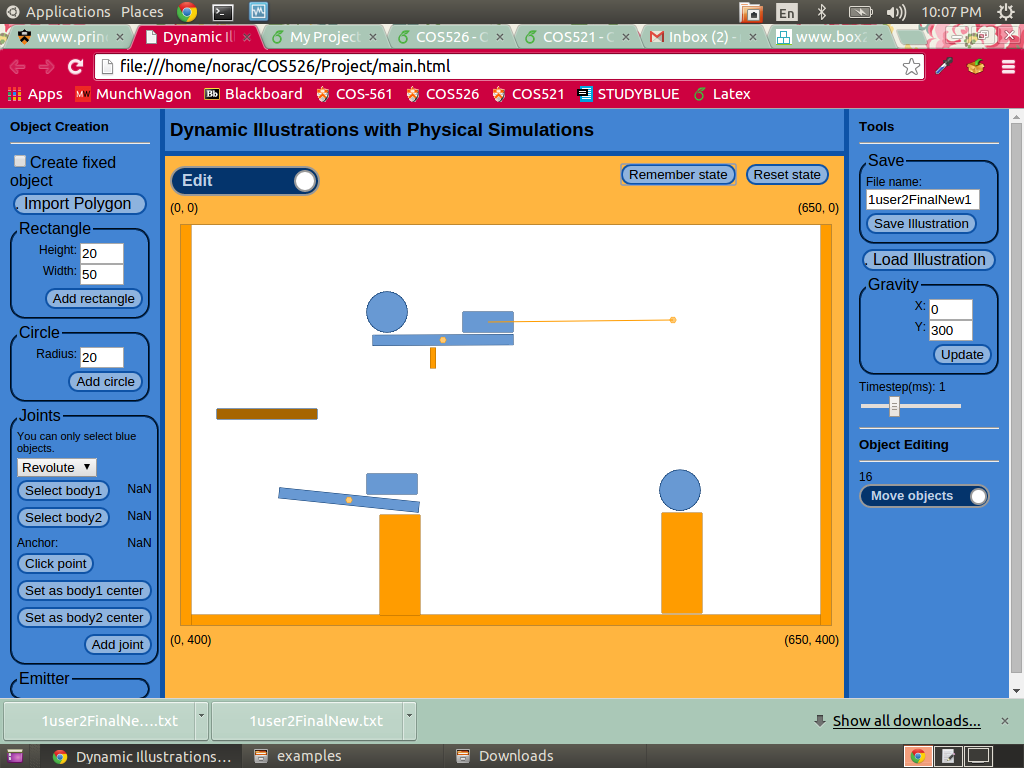 Applications Places En 10:07 PM
www.prin
Dynamic Il
My Project
COS526 - C
COS521 - C
Inbox (2) -
www.box2
file:///home/norac/COS526/Project/main.html
Apps MW MunchWagon Bb Blackboard COS-561 COS526 COS521 STUDYBLUE Latex
Object Creation
Create fixed
object
Import Polygon
Rectangle
Height: 20
Width: 50
Add rectangle
Circle
Radius: 20
Add circle
Joints
You can only select blue
objects.
Revolute
Select body1 NaN
Select body2 NaN
Anchor: NaN
Click point
Set as body1 center
Set as body2 center
Add joint
Emitter
Dynamic Illustrations with Physical Simulations
Edit
Remember state
Reset state
(0, 0)
(650, 0)
(0, 400)
(650, 400)
Tools
Save
File name:
1user2FinalNew1
Save Illustration
Load Illustration
Gravity
X: 0
Y: 300
Update
Timestep(ms): 1
Object Editing
16
Move objects
1user2FinalNe....txt
1user2FinalNew.txt
Show all downloads...
Dynamic Illustrations...
examples
Downloads